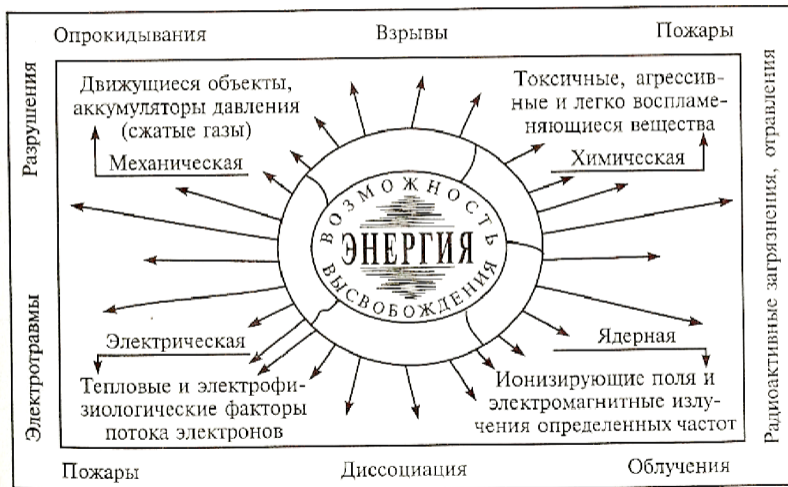 Опрокидывания
Взрывы
Пожары
Разрушения
Движущиеся объекты,
аккумуляторы давления
(сжатые газы)
Механическая
Токсичные, агрессив-
ные и легко воспламе-
няющиеся вещества
Химическая
Радиоактивные загрязнения, отравления
ВОЗМОЖНОСТЬ
ЭНЕРГИЯ
ВЫСВОБОЖДЕНИЯ
Электротравмы
Электрическая
Тепловые и электрофи-
зиологические факторы
потока электронов
Ядерная
Ионизирующие поля и
электромагнитные излу-
чения определенных частот
Пожары
Диссоциация
Облучения